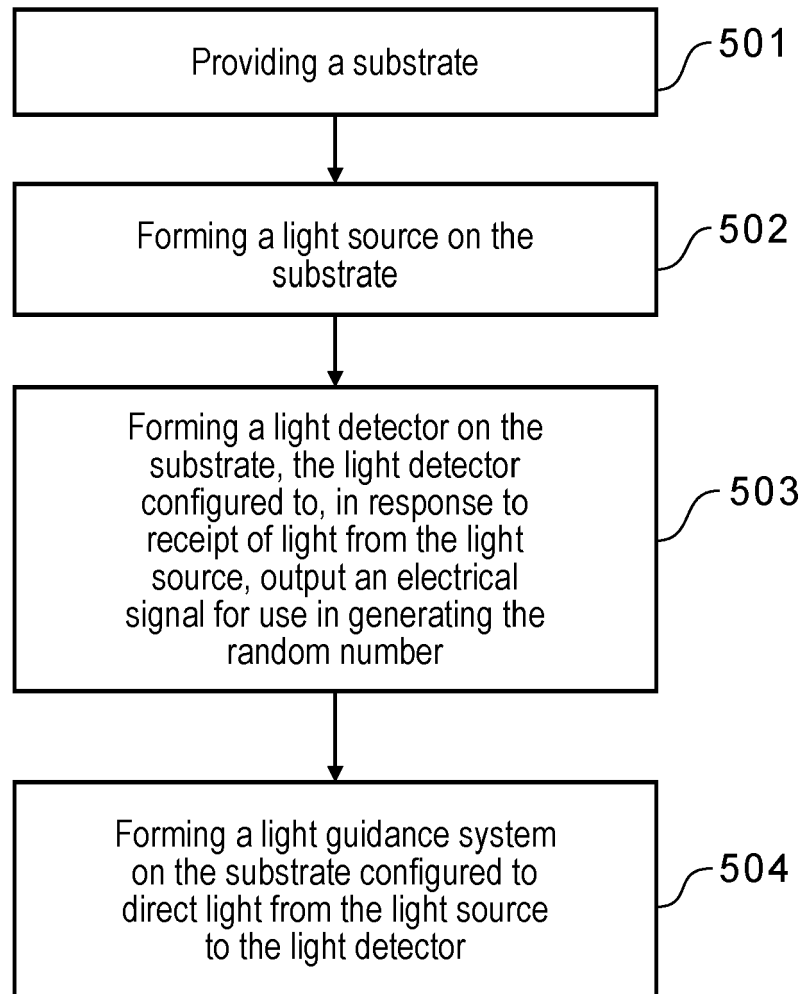 Providing a substrate
501
Forming a light source on the
substrate
502
Forming a light detector on the
substrate, the light detector
configured to, in response to
receipt of light from the light
source, output an electrical
signal for use in generating the
random number
503
Forming a light guidance system
on the substrate configured to
direct light from the light source
to the light detector
504